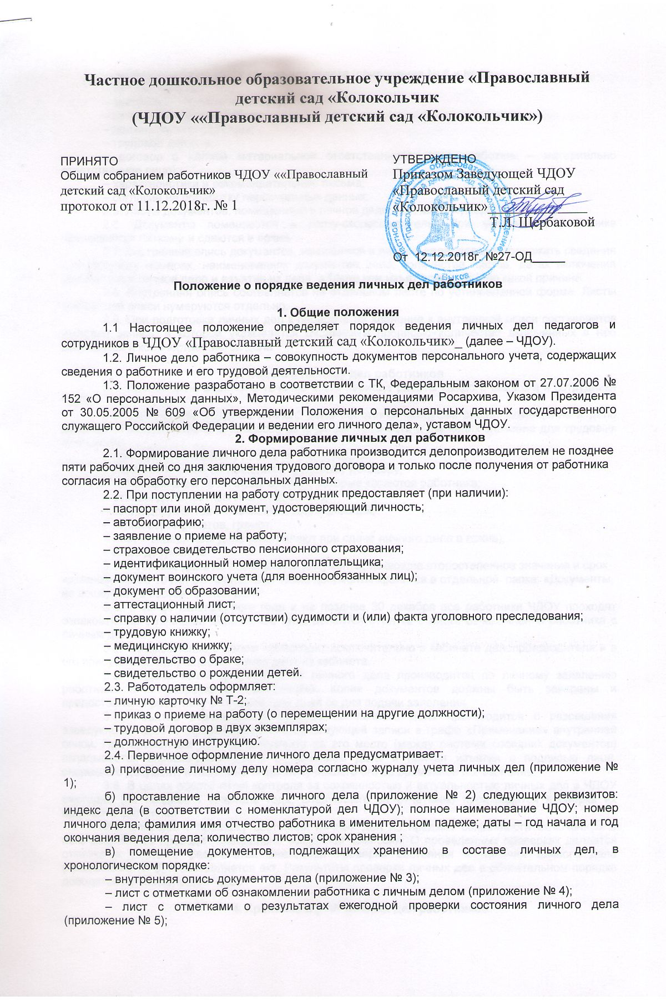 Частное дошкольное образовательное учреждение «Православный
детский сад «Колокольчик
(ЧДОУ ««Православный детский сад «Колокольчик»)
ПРИНЯТО
Общим собранием работников ЧДОУ ««Православный
детский сад «Колокольчик»
протокол от 11.12.2018г. № 1
УТВЕРЖДЕНО
Приказом Заведующей ЧДОУ
«Православный детский сад
«Колокольчик»______________
Т.Л. Щербаковой
От 12.12.2018г. №27-ОД_____
г.Выкса
Положение о порядке ведения личных дел работников
1. Общие положения
1.1 Настоящее положение определяет порядок ведения личных дел педагогов и
сотрудников в ЧДОУ «Православный детский сад «Колокольчик»_ (далее – ЧДОУ).
1.2. Личное дело работника – совокупность документов персонального учета, содержащих
сведения о работнике и его трудовой деятельности.
1.3. Положение разработано в соответствии с ТК, Федеральным законом от 27.07.2006 №
152 «О персональных данных», Методическими рекомендациями Росархива, Указом Президента
от 30.05.2005 № 609 «Об утверждении Положения о персональных данных государственного
служащего Российской Федерации и ведении его личного дела», уставом ЧДОУ.
2. Формирование личных дел работников
2.1. Формирование личного дела работника производится делопроизводителем не позднее
пяти рабочих дней со дня заключения трудового договора и только после получения от работника
согласия на обработку его персональных данных.
2.2. При поступлении на работу сотрудник предоставляет (при наличии):
– паспорт или иной документ, удостоверяющий личность;
– автобиографию;
– заявление о приеме на работу;
– страховое свидетельство пенсионного страхования;
– идентификационный номер налогоплательщика;
– документ воинского учета (для военнообязанных лиц);
– документ об образовании;
– аттестационный лист;
– справку о наличии (отсутствии) судимости и (или) факта уголовного преследования;
– трудовую книжку;
– медицинскую книжку;
– свидетельство о браке;
– свидетельство о рождении детей.
2.3. Работодатель оформляет:
– личную карточку № Т-2;
– приказ о приеме на работу (о перемещении на другие должности);
– трудовой договор в двух экземплярах;
– должностную инструкцию.
2.4. Первичное оформление личного дела предусматривает:
а) присвоение личному делу номера согласно журналу учета личных дел (приложение №
1);
б) проставление на обложке личного дела (приложение № 2) следующих реквизитов:
индекс дела (в соответствии с номенклатурой дел ЧДОУ); полное наименование ЧДОУ; номер
личного дела; фамилия имя отчество работника в именительном падеже; даты – год начала и год
окончания ведения дела; количество листов; срок хранения ;
в) помещение документов, подлежащих хранению в составе личных дел, в
хронологическом порядке:
– внутренняя опись документов дела (приложение № 3);
– лист с отметками об ознакомлении работника с личным делом (приложение № 4);
– лист с отметками о результатах ежегодной проверки состояния личного дела
(приложение № 5);